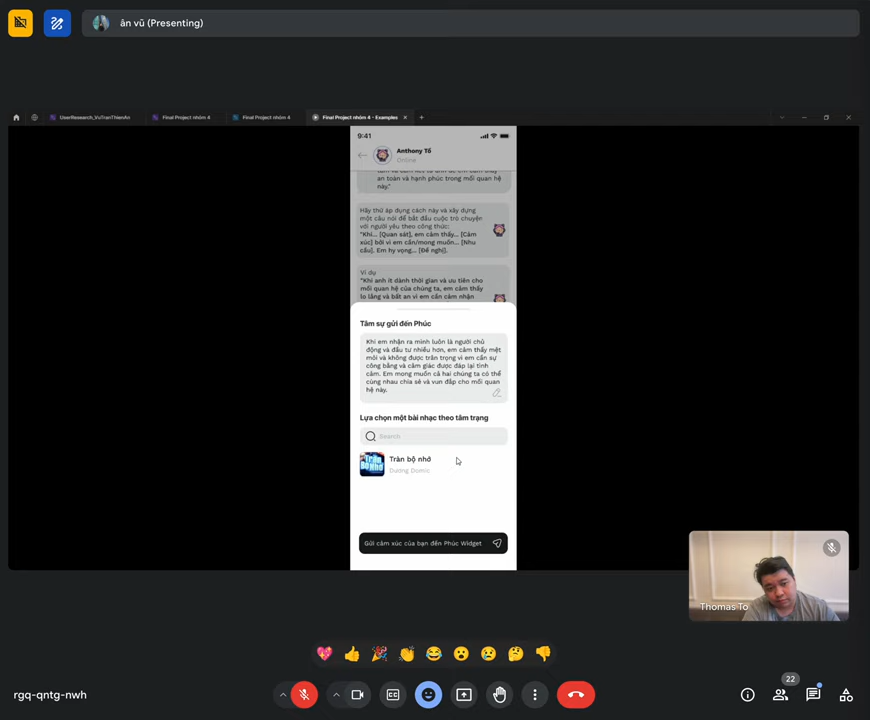 ân vũ (Presenting)
UserResearch_VuTranThienAn
Final Project nhóm 4
Final Project nhóm 4
Final Project nhóm 4 - Examples
9:41
Anthony Tố
Online
an toàn và hạnh phúc trong mối quan hệ
này."
Hãy thử áp dụng cách này và xây dựng
một câu nói để bắt đầu cuộc trò chuyện
với người yêu theo công thức:
"Khi... [Quan sát], em cảm thấy... [Cảm
xúc] bởi vì em cần/mong muốn... [Nhu
cầu]. Em hy vọng... [Đề nghị].
Ví dụ
"Khi anh ít dành thời gian và ưu tiên cho
mối quan hệ của chúng ta, em cảm thấy
lo lắng và bất an vì em cần cảm nhận
Tâm sự gửi đến Phúc
Khi em nhận ra mình luôn là người chủ
động và đầu tư nhiều hơn, em cảm thấy mệt
mỏi và không được trân trọng vì em cần sự
công bằng và cảm giác được đáp lại tình
cảm. Em mong muốn cả hai chúng ta có thể
cùng nhau chia sẻ và vun đắp cho mối quan
hệ này.
Lựa chọn một bài nhạc theo tâm trạng
Search
Tràn bộ nhớ
Dương Domic
Gửi cảm xúc của bạn đến Phúc Widget
Thomas To
22
rgq-qntg-nwh